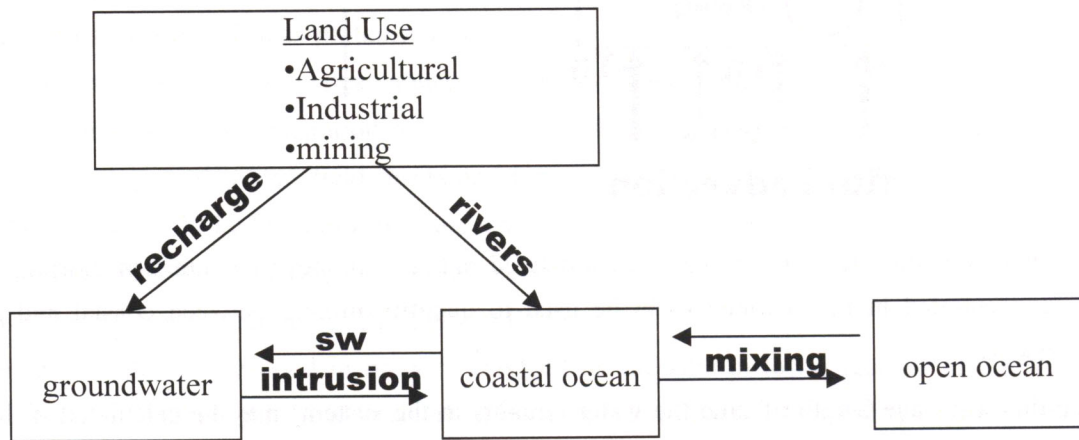 Land Use
•Agricultural
•Industrial
•mining
recharge
rivers
groundwater
sw
intrusion
coastal ocean
mixing
open ocean